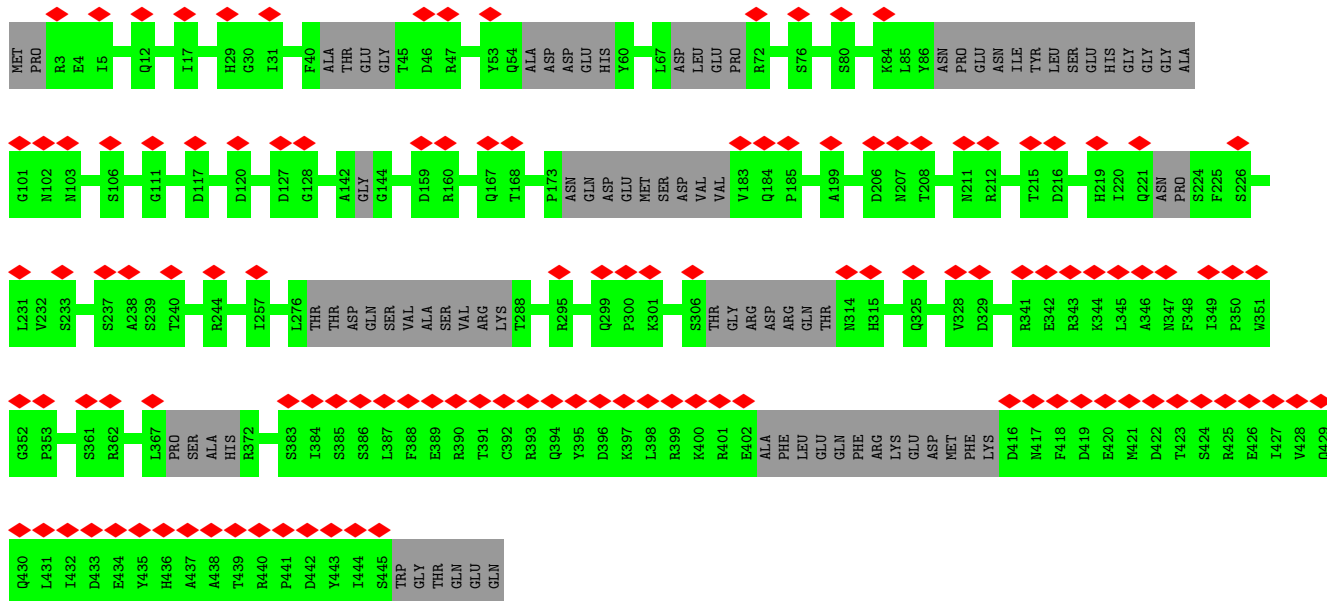 MET PRO R3 E4 I5 Q12 I17 H29 G30 I31 F40 ALA THR GLU GLY T45 D46 R47 Y53 Q54 ALA ASP ASP GLU HIS Y60 L67 ASP LEU GLU PRO R72 S76 S80 K84 L85 Y86 ASN PRO GLU ASN ILE TYR LEU SER GLU HIS GLY GLY GLY ALA
G101 N102 N103 S106 G111 D117 D120 D127 G128 A142 GLY G144 D159 R160 Q167 T168 P173 ASN GLN ASP GLU MET SER ASP VAL VAL V183 Q184 P185 A199 D206 N207 T208 N211 R212 T215 D216 H219 I220 Q221 ASN PRO S224 F225 S226
L231 V232 S233 S237 A238 S239 T240 R244 I257 L276 THR THR ASP GLN SER VAL ALA SER VAL ARG LYS T288 R295 Q299 P300 K301 S306 THR GLY ARG ASP ARG GLN THR N314 H315 Q325 V328 D329 R341 E342 R343 K344 L345 A346 N347 F348 I349 P350 W351
G352 P353 S361 R362 L367 PRO SER ALA HIS R372 S383 I384 S385 S386 L387 F388 E389 R390 T391 C392 R393 Q394 Y395 D396 K397 L398 R399 K400 R401 E402 ALA PHE LEU GLU GLN PHE ARG LYS GLU ASP MET PHE LYS D416 N417 F418 D419 E420 M421 D422 T423 S424 R425 E426 I427 V428 D429
Q430 L431 I432 D433 E434 Y435 H436 A437 A438 T439 R440 P441 D442 Y443 I444 S445 TRP GLY THR GLN GLU GLN